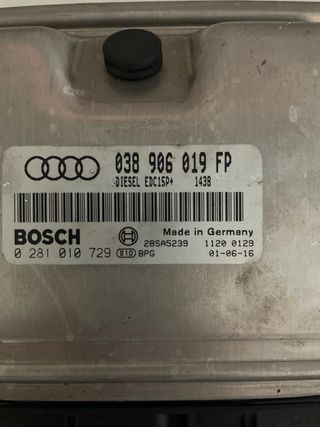 038 906 019 FP
DIESEL EDC15P+ 1438
Made in Germany
BOSCH
28SA5239 1120 0129
0 281 010 729 810 BPG 01-06-16